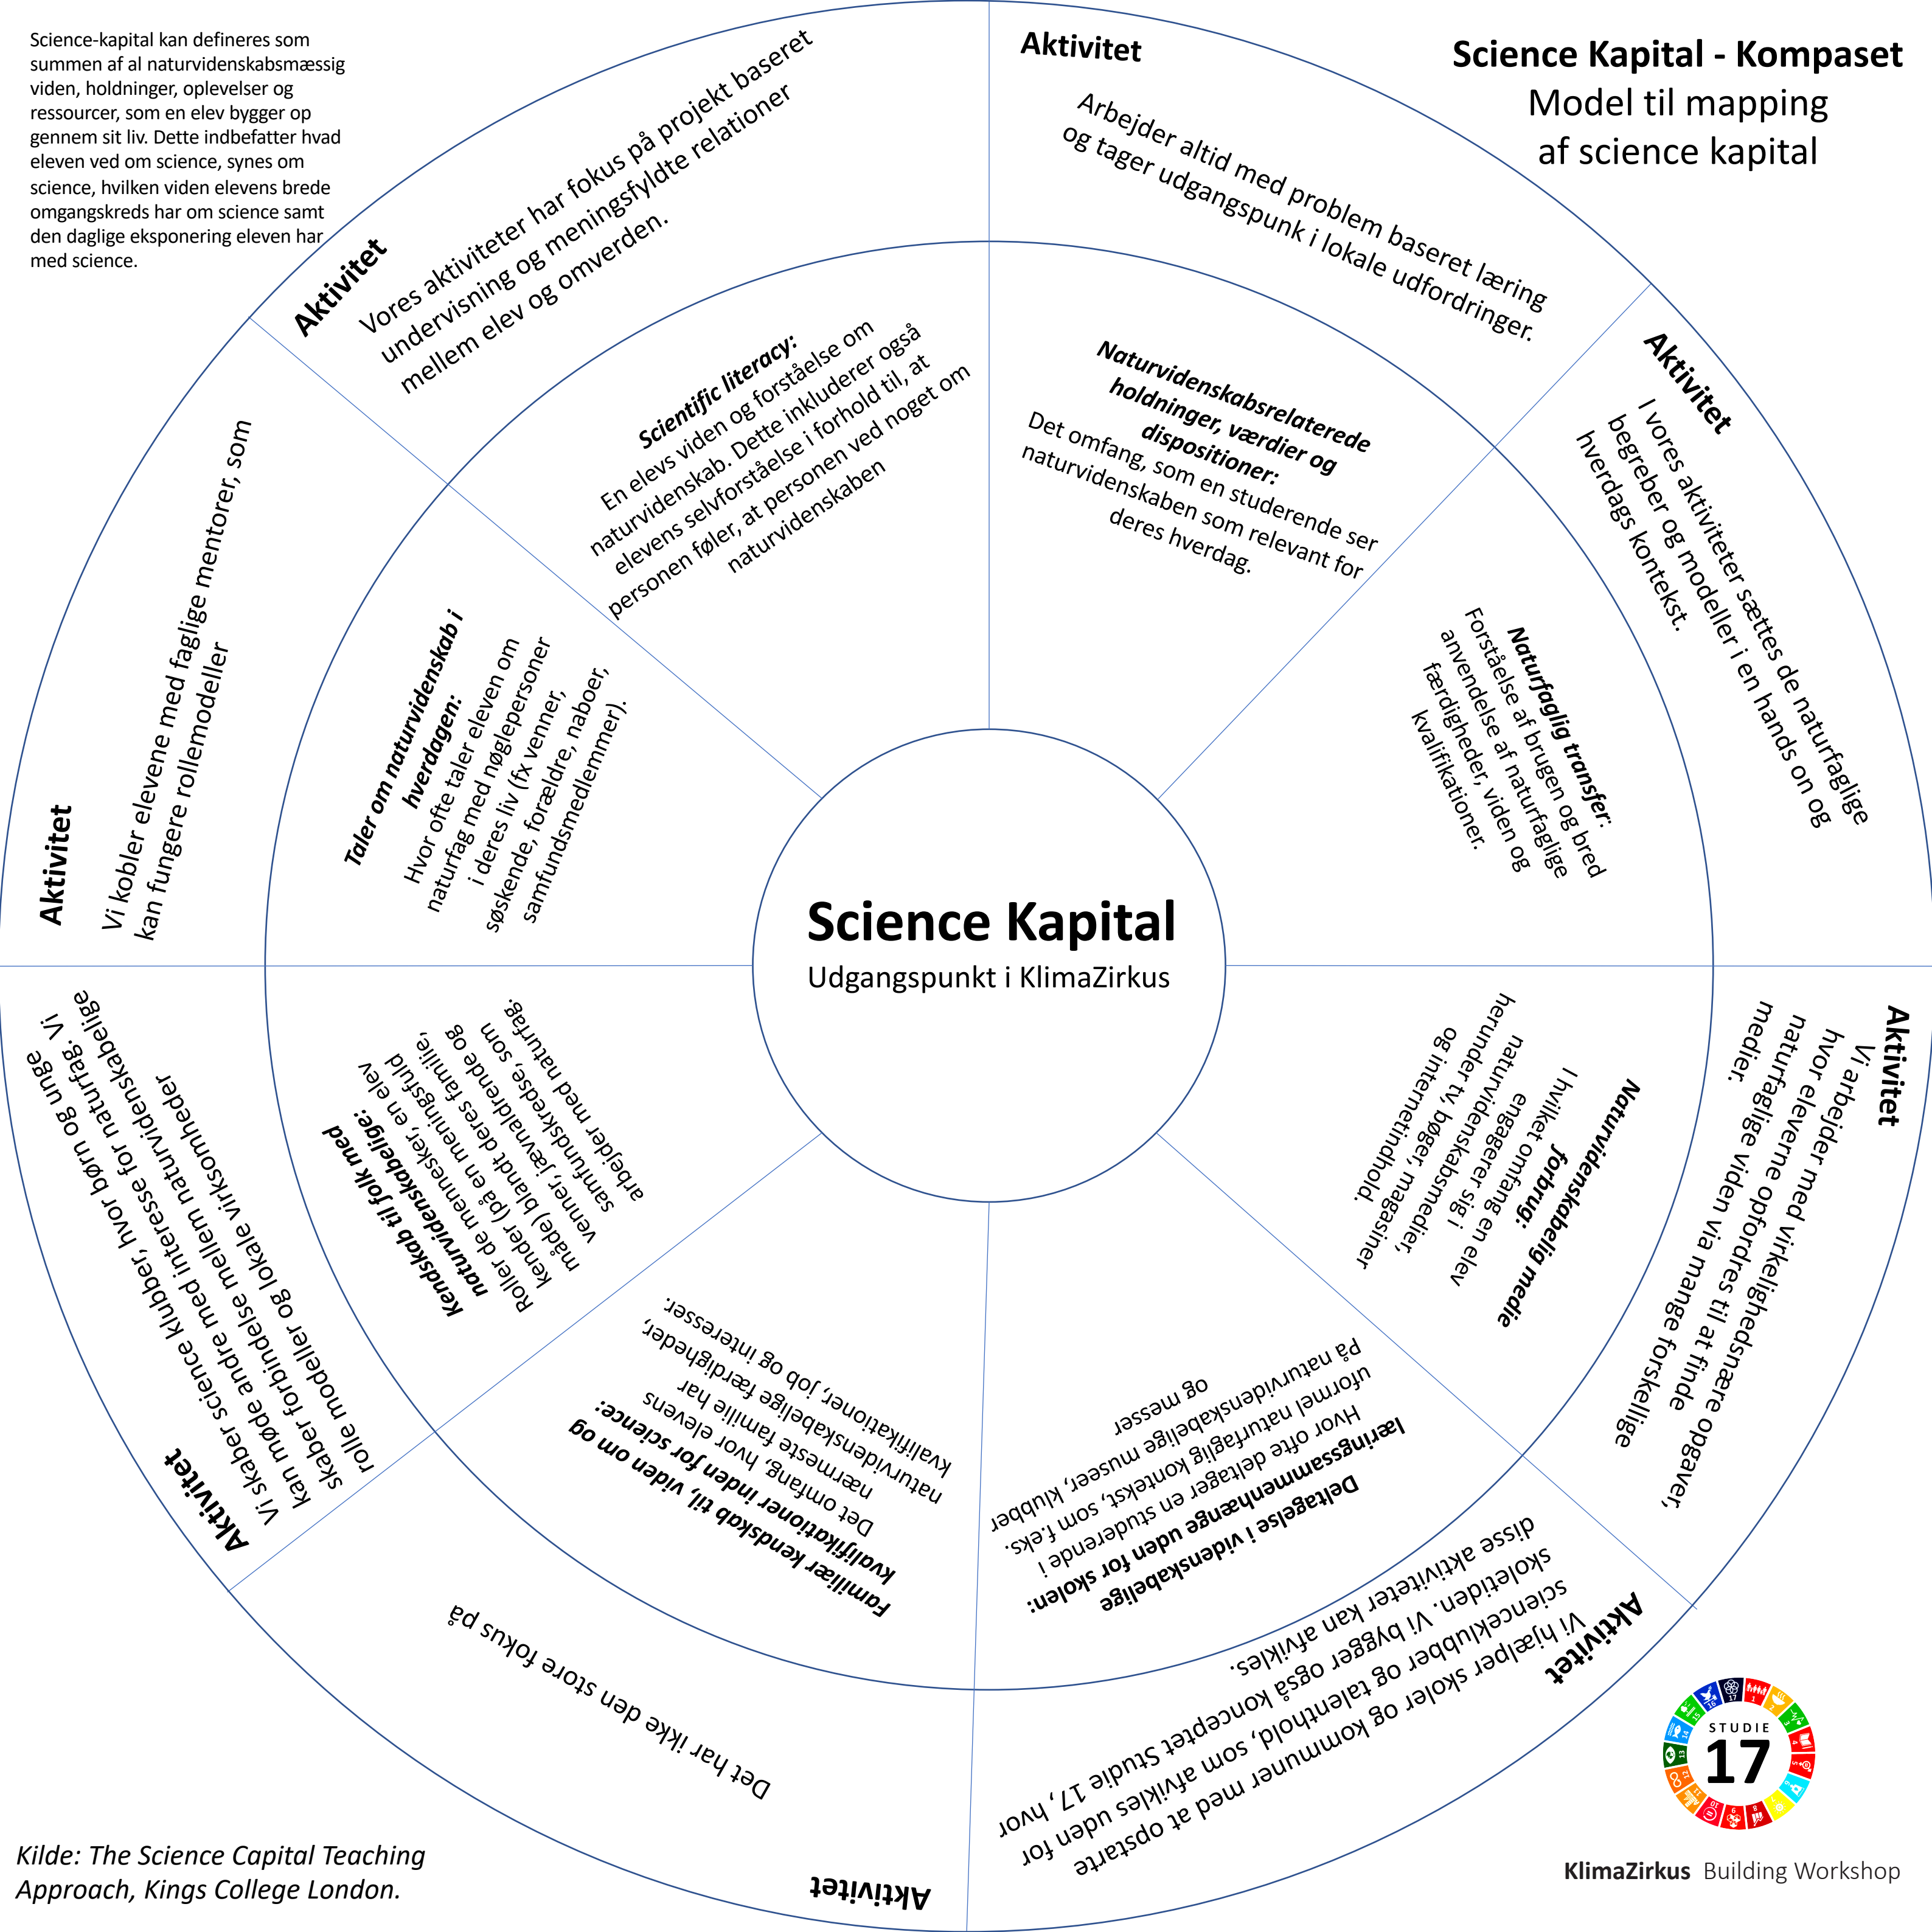 Science-kapital kan defineres som
summen af al naturvidenskabsmæssig
viden, holdninger, oplevelser og
ressourcer, som en elev bygger op
gennem sit liv. Dette indbefatter hvad
eleven ved om science, synes om
science, hvilken viden elevens brede
omgangskreds har om science samt
den daglige eksponering eleven har
med science.
Science Kapital - Kompaset
Model til mapping
af science kapital
Science Kapital
Udgangspunkt i KlimaZirkus
Aktivitet
Arbejder altid med problem baseret læring
og tager udgangspunk i lokale udfordringer.
Naturvidenskabsrelaterede
holdninger, værdier og
dispositioner:
Det omfang, som en studerende ser
naturvidenskaben som relevant for
deres hverdag.
Aktivitet
I vores aktiviteter sættes de naturfaglige
begreber og modeller i en hands on og
hverdags kontekst.
Naturfaglig transfer:
Forståelse af brugen og bred
anvendelse af naturfaglige
færdigheder, viden og
kvalifikationer.
Aktivitet
Vi arbejder med virkelighedsnære opgaver,
hvor eleverne opfordres til at finde
naturfaglige viden via mange forskellige
medier.
Naturvidenskabelig medie
forbrug:
I hvilket omfang en elev
engagerer sig i
naturvidenskabsmedier,
herunder tv, bøger, magasiner
og internetindhold.
Aktivitet
Vi hjælper skoler og kommuner med at opstarte
scienceklubber og talenthold, som afvikles uden for
skoletiden. Vi bygger også konceptet Studie 17, hvor
disse aktiviteter kan afvikles.
Deltagelse i videnskabelige
læringssammenhænge uden for skolen:
Hvor ofte deltager en studerende i
uformel naturfaglig kontekst, som f.eks.
på naturvidenskabelige museer, klubber
og messer
Aktivitet
Det har ikke den store fokus på
Familiær kendskab til, viden om og
kvalifikationer inden for science:
Det omfang, hvor elevens
nærmeste familie har
naturvidenskabelige færdigheder,
kvalifikationer, job og interesser.
Aktivitet
Vi skaber science klubber, hvor børn og unge
kan møde andre med interesse for naturfag. Vi
skaber forbindelse mellem naturvidenskabelige
rolle modeller og lokale virksomheder
Kendskab til folk med
naturvidenskabelige:
Roller de mennesker, en elev
kender (på en meningsfuld
måde) blandt deres familie,
venner, jævnaldrende og
samfundskredse, som
arbejder med naturfag.
Aktivitet
Vi kobler elevene med faglige mentorer, som
kan fungere rollemodeller
Taler om naturvidenskab i
hverdagen:
Hvor ofte taler eleven om
naturfag med nøglepersoner
i deres liv (fx venner,
søskende, forældre, naboer,
samfundsmedlemmer).
Aktivitet
Vores aktiviteter har fokus på projekt baseret
undervisning og meningsfyldte relationer
mellem elev og omverden.
Scientific literacy:
En elevs viden og forståelse om
naturvidenskab. Dette inkluderer også
elevens selvforståelse i forhold til, at
personen føler, at personen ved noget om
naturvidenskaben
Kilde: The Science Capital Teaching
Approach, Kings College London.
STUDIE
17
1
2
3
4
5
6
7
8
9
10
11
12
13
14
15
16
17
KlimaZirkus Building Workshop